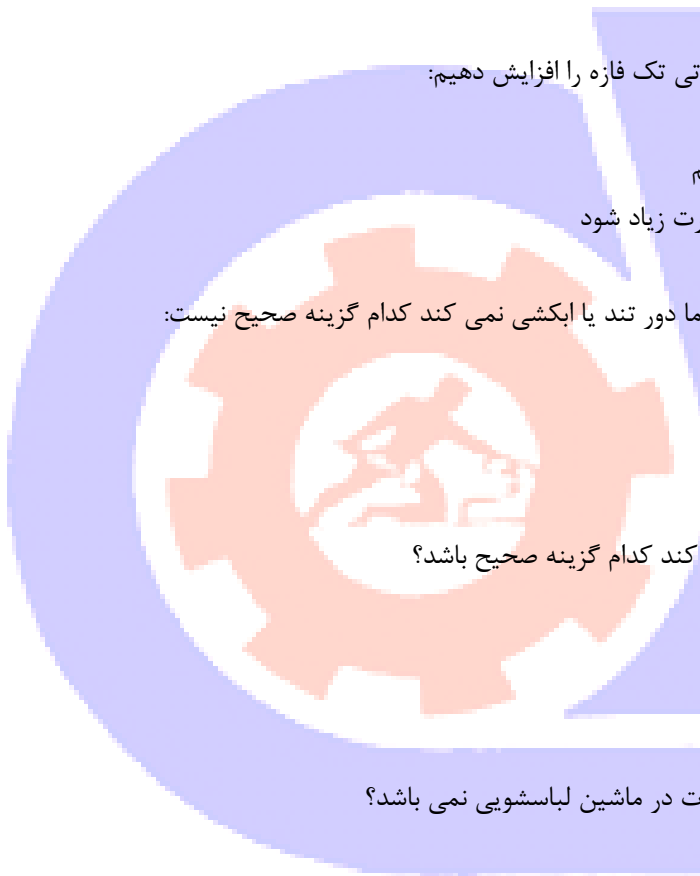 تی تک فازه را افزایش دهیم:
م
رت زیاد شود
ما دور تند یا ابکشی نمی کند کدام گزینه صحیح نیست:
کند کدام گزینه صحیح باشد؟
ت در ماشین لباسشویی نمی باشد؟